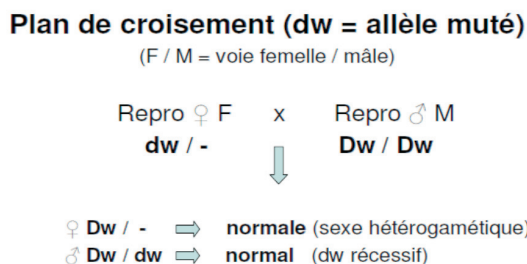 Plan de croisement (dw = allèle muté)
(F / M = voie femelle / mâle)
Repro ♀ F x Repro ♂ M
dw / - Dw / Dw
♀ Dw / - ⇨ normale (sexe hétérogamétique)
♂ Dw / dw ⇨ normal (dw récessif)